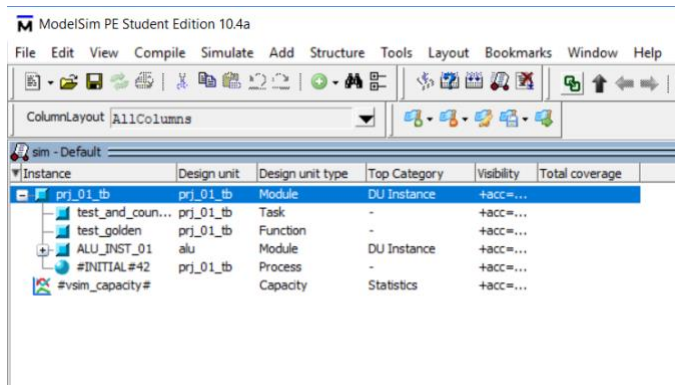 ModelSim PE Student Edition 10.4a
File Edit View Compile Simulate Add Structure Tools Layout Bookmarks Window Help
ColumnLayout AllColumns
sim - Default
Instance Design unit Design unit type Top Category Visibility Total coverage
prj_01_tb prj_01_tb Module DU Instance +acc=...
test_and_coun... prj_01_tb Task - +acc=...
test_golden prj_01_tb Function - +acc=...
ALU_INST_01 alu Module DU Instance +acc=...
#INITIAL#42 prj_01_tb Process - +acc=...
#vsim_capacity# Capacity Statistics +acc=...